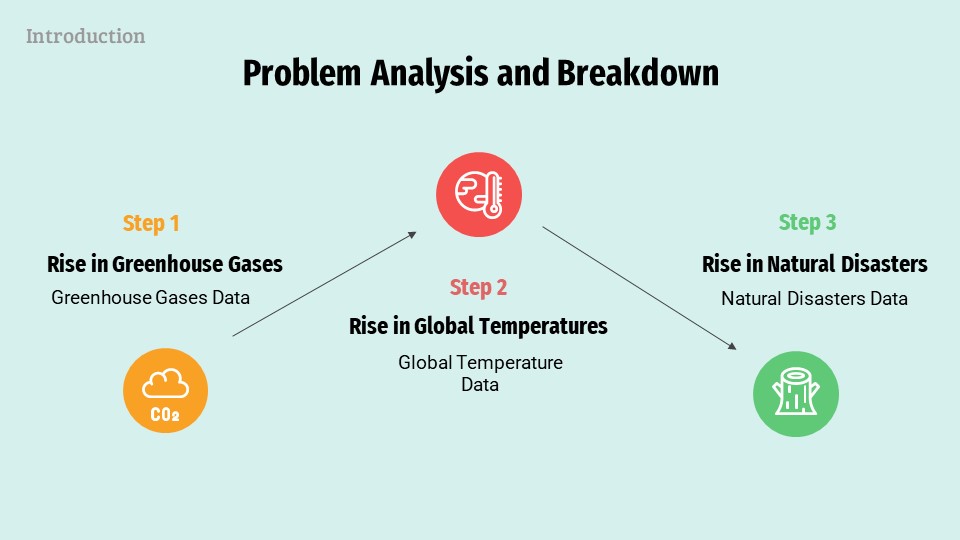 Introduction
Problem Analysis and Breakdown
Step 1
Rise in Greenhouse Gases
Greenhouse Gases Data
CO₂
Step 2
Rise in Global Temperatures
Global Temperature
Data
Step 3
Rise in Natural Disasters
Natural Disasters Data